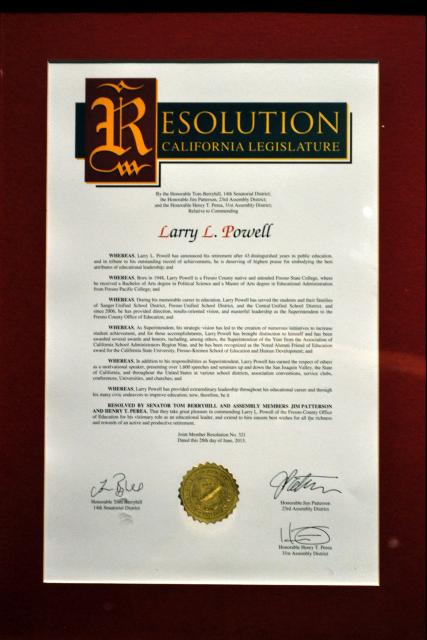 RESOLUTION
CALIFORNIA LEGISLATURE
By the Honorable Tom Berryhill, 14th Senatorial District;
the Honorable Jim Patterson, 23rd Assembly District;
and the Honorable Henry T. Perea, 31st Assembly District;
Relative to Commending
Larry L. Powell
WHEREAS, Larry L. Powell has announced his retirement after 43 distinguished years in public education,
and in tribute to his outstanding record of achievements, he is deserving of highest praise for embodying the best
attributes of educational leadership; and
WHEREAS, Born in 1948, Larry Powell is a Fresno County native and attended Fresno State College, where
he received a Bachelors of Arts degree in Political Science and a Master of Arts degree in Educational Administration
from Fresno Pacific College; and
WHEREAS, During his memorable career in education, Larry Powell has served the students and their families
of Sanger Unified School District, Fresno Unified School District, and the Central Unified School District, and
since 2006, he has provided direction, results-oriented vision, and masterful leadership as the Superintendent to the
Fresno County Office of Education; and
WHEREAS, As Superintendent, his strategic vision has led to the creation of numerous initiatives to increase
student achievement, and for those accomplishments, Larry Powell has brought distinction to himself and has been
awarded several awards and honors, including, among others, the Superintendent of the Year from the Association of
California School Administrators Region Nine, and he has been recognized as the Noted Alumni Friend of Education
award for the California State University, Fresno-Kremen School of Education and Human Development; and
WHEREAS, In addition to his responsibilities as Superintendent, Larry Powell has earned the respect of others
as a motivational speaker, presenting over 1,600 speeches and seminars up and down the San Joaquin Valley, the State
of California, and throughout the United States at various school districts, association conventions, service clubs,
conferences, Universities, and churches; and
WHEREAS, Larry Powell has provided extraordinary leadership throughout his educational career and through
his many civic endeavors to improve education; now, therefore, be it
RESOLVED BY SENATOR TOM BERRYHILL AND ASSEMBLY MEMBERS JIM PATTERSON
AND HENRY T. PEREA, That they take great pleasure in commending Larry L. Powell of the Fresno County Office
of Education for his visionary role as an educational leader, and extend to him sincere best wishes for all the richness
and rewards of an active and productive retirement.
Joint Member Resolution No. 321
Dated this 28th day of June, 2013.
Honorable Tom Berryhill
14th Senatorial District
Honorable Jim Patterson
23rd Assembly District
Honorable Henry T. Perea
31st Assembly District